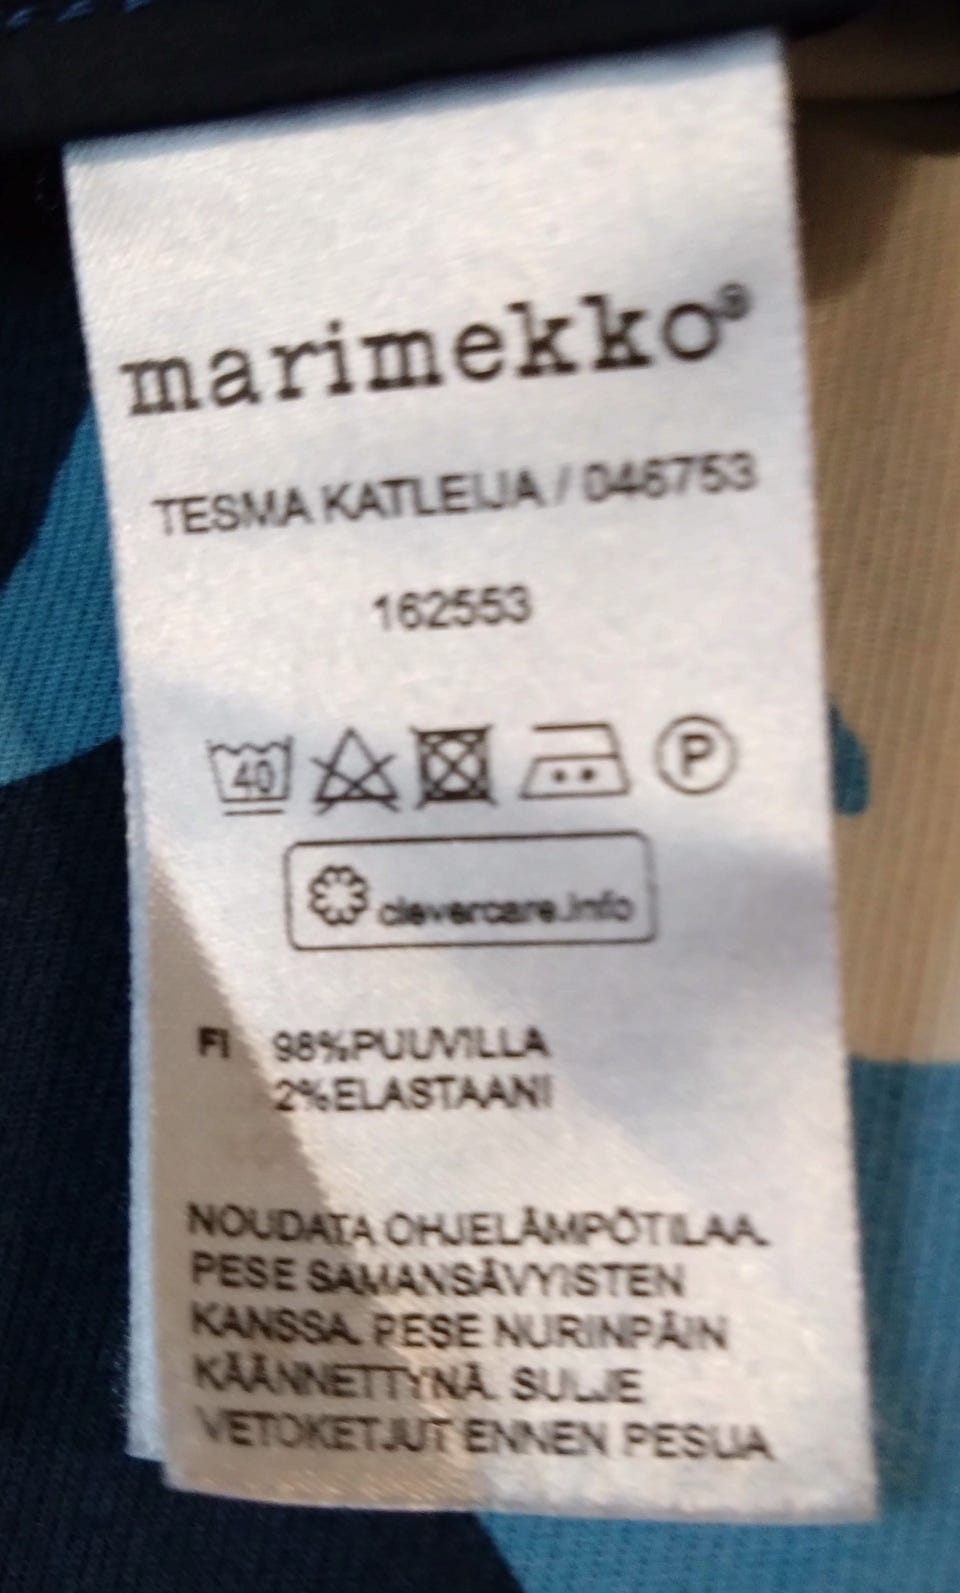 marimekko®
TESMA KATLEIJA / 046753
162553
40 P
clevercare.info
FI 98%PUUVILLA
2%ELASTAANI
NOUDATA OHJELÄMPÖTILAA.
PESE SAMANSÄVYISTEN
KANSSA. PESE NURINPÄIN
KÄÄNNETTYNÄ. SULJE
VETOKETJUT ENNEN PESUA